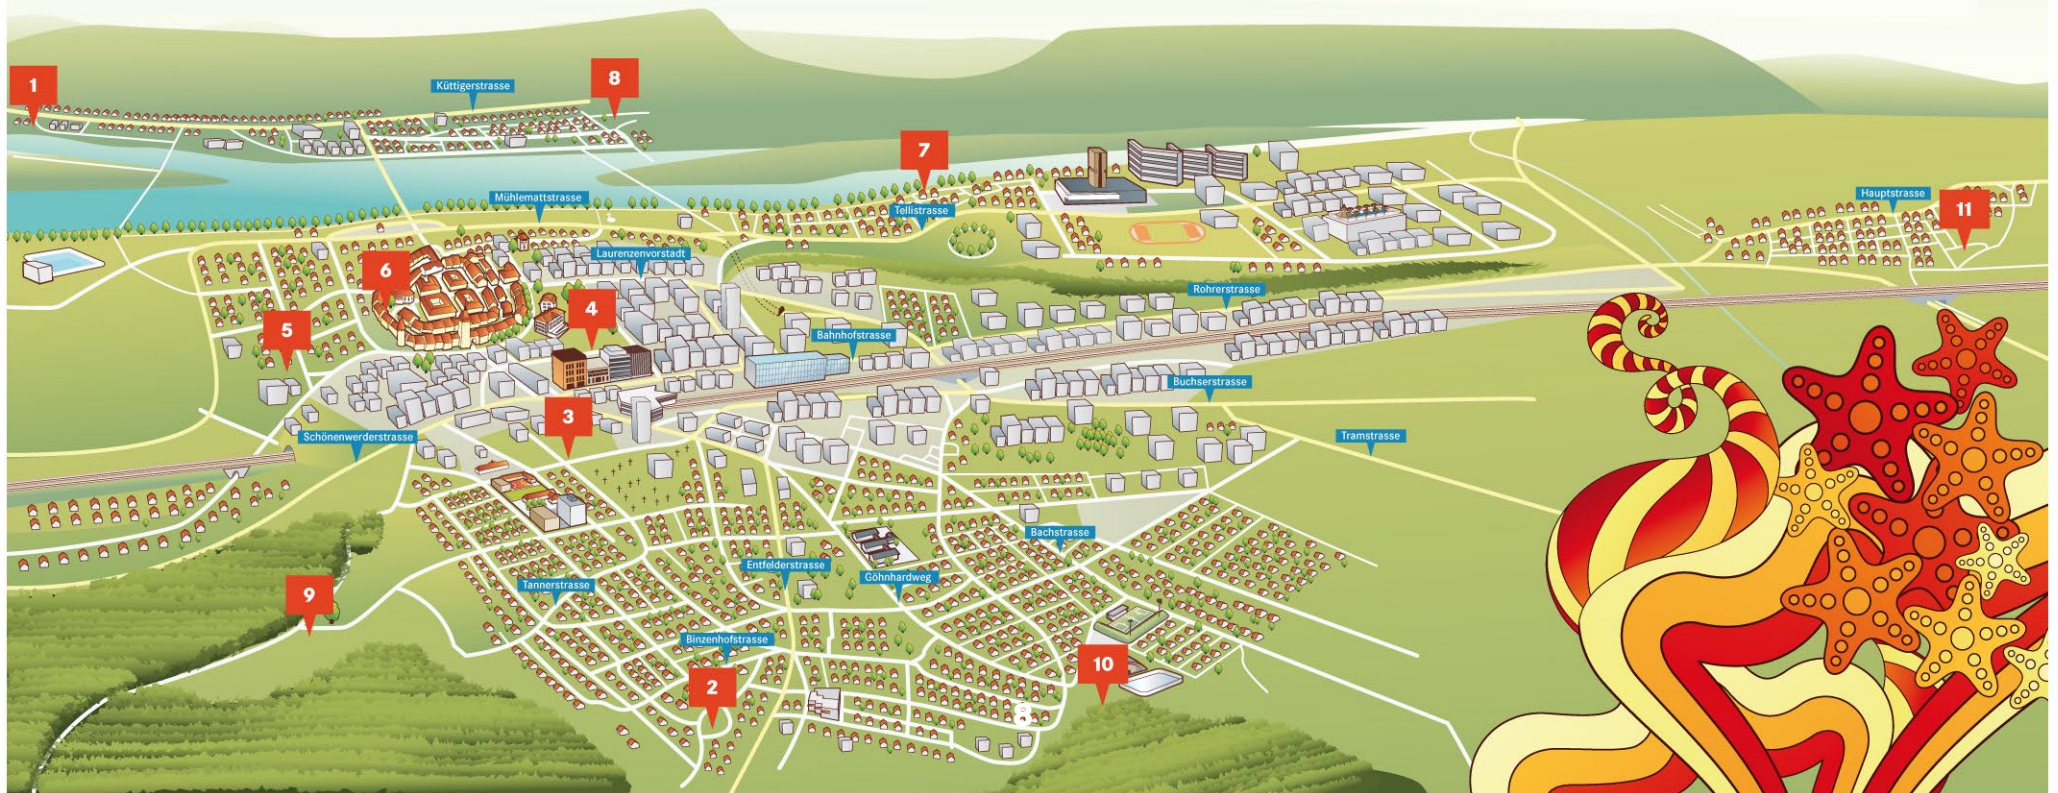 1
Küttigerstrasse
8
7
Mühlemattstrasse
Tellistrasse
Hauptstrasse
11
Laurenzenvorstadt
6
Rohrerstrasse
4
5
Bahnhofstrasse
Buchserstrasse
3
Schönenwerderstrasse
Tramstrasse
Bachstrasse
Entfelderstrasse
Göhnhardweg
Tannerstrasse
9
Binzenhofstrasse
10
2
8